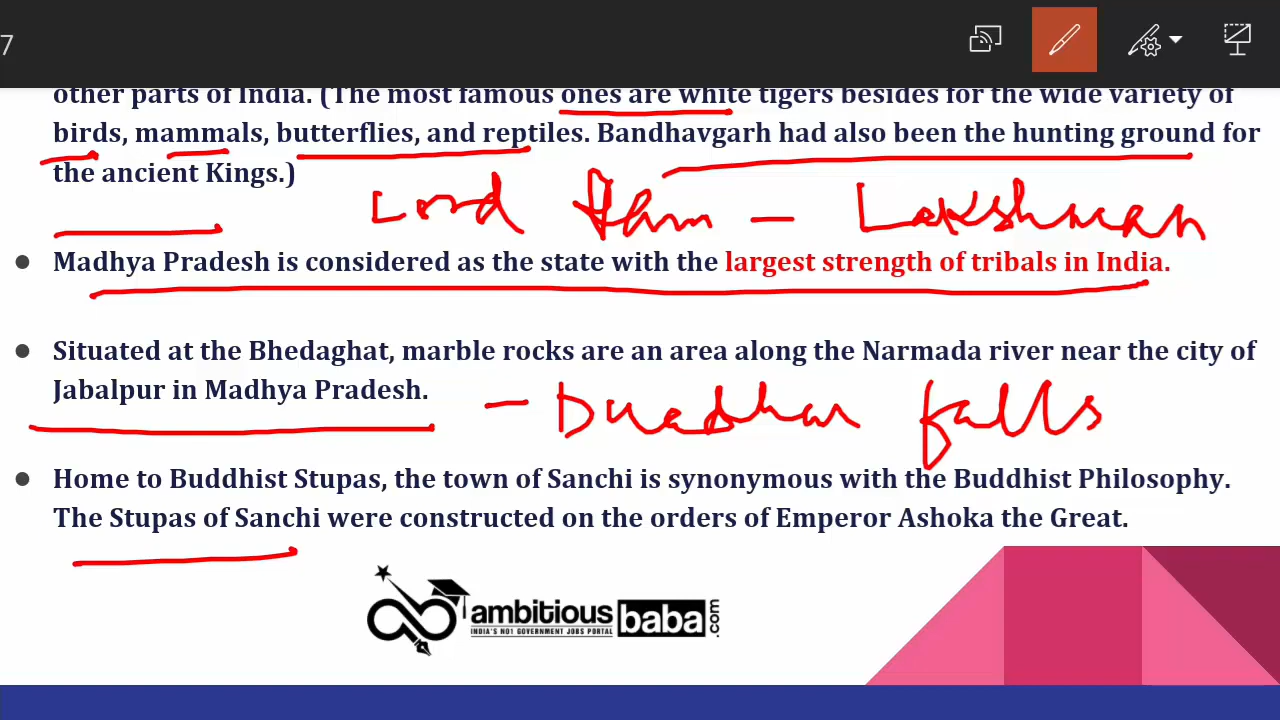 7
other parts of India. (The most famous ones are white tigers besides for the wide variety of
birds, mammals, butterflies, and reptiles. Bandhavgarh had also been the hunting ground for
the ancient Kings.)
Lord Ram - Lakshman
Madhya Pradesh is considered as the state with the largest strength of tribals in India.
Situated at the Bhedaghat, marble rocks are an area along the Narmada river near the city of
Jabalpur in Madhya Pradesh.
- Duadhar falls
Home to Buddhist Stupas, the town of Sanchi is synonymous with the Buddhist Philosophy.
The Stupas of Sanchi were constructed on the orders of Emperor Ashoka the Great.
ambitiousbaba.com
INDIA'S NO1 GOVERNMENT JOBS PORTAL